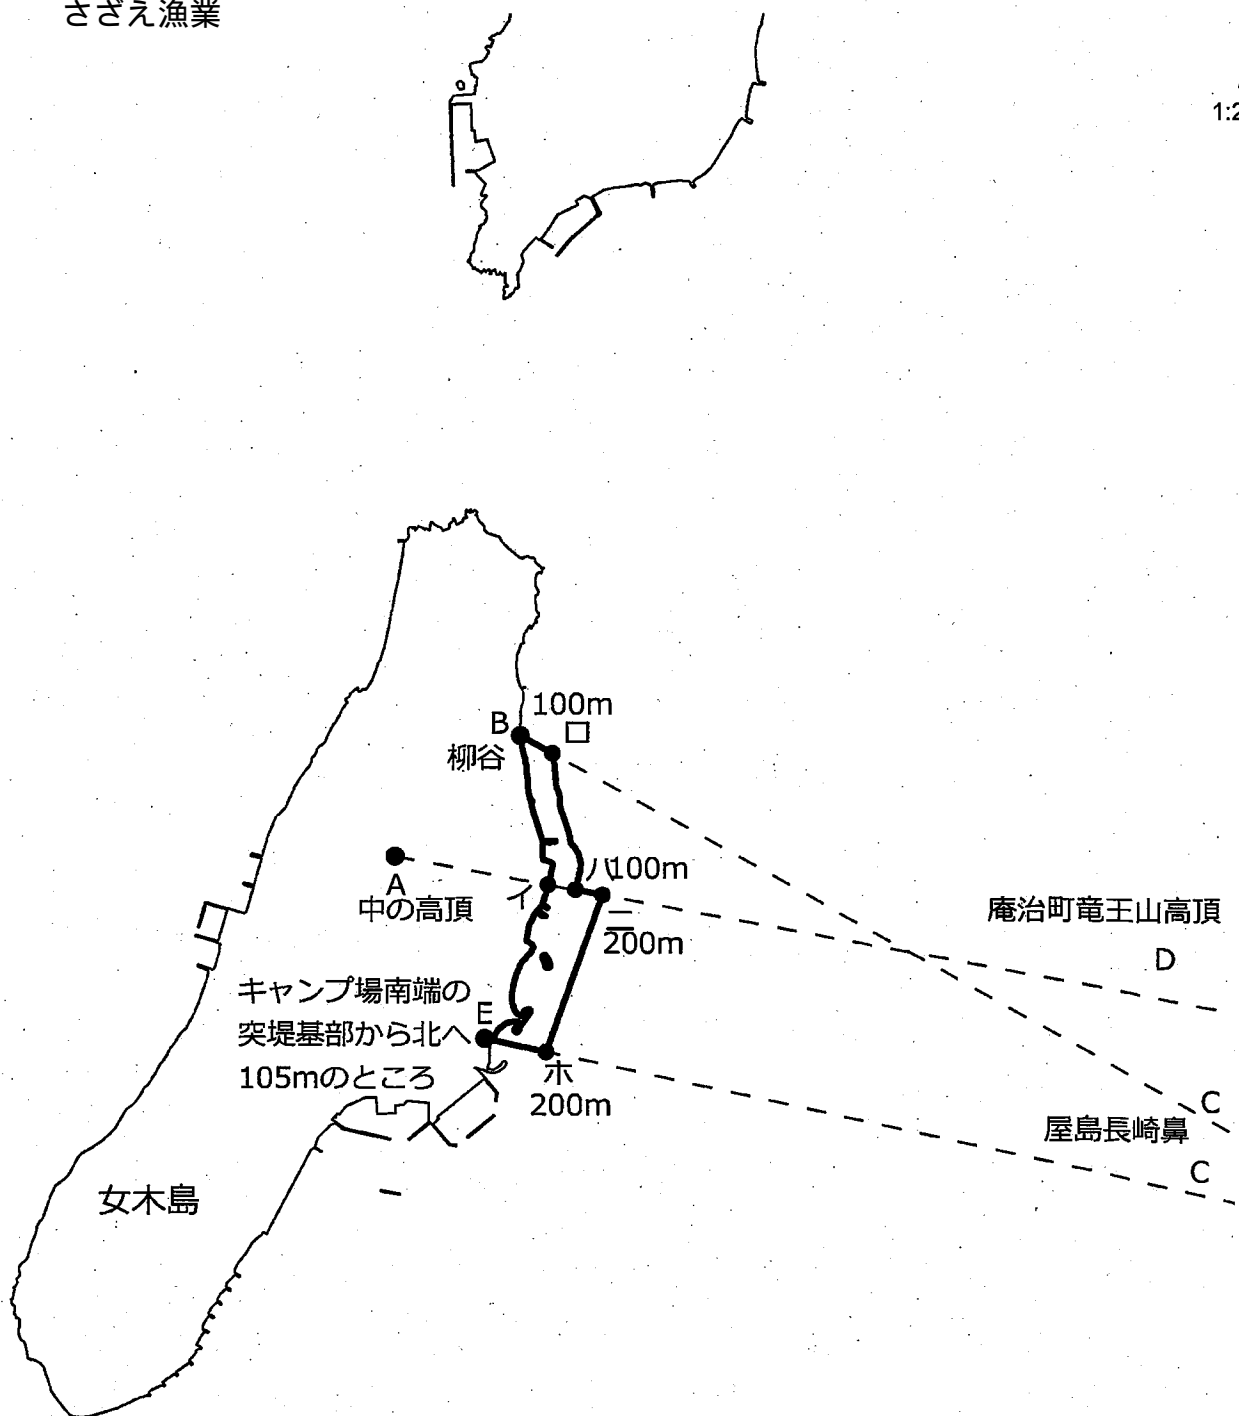 さざえ漁業
1:2
100m
B
ロ
柳谷
A
ハ100m
イ
中の高頂
ニ
200m
庵治町竜王山高頂
D
キャンプ場南端の
E
突堤基部から北へ
105mのところ
ホ
200m
C
屋島長崎鼻
C
女木島